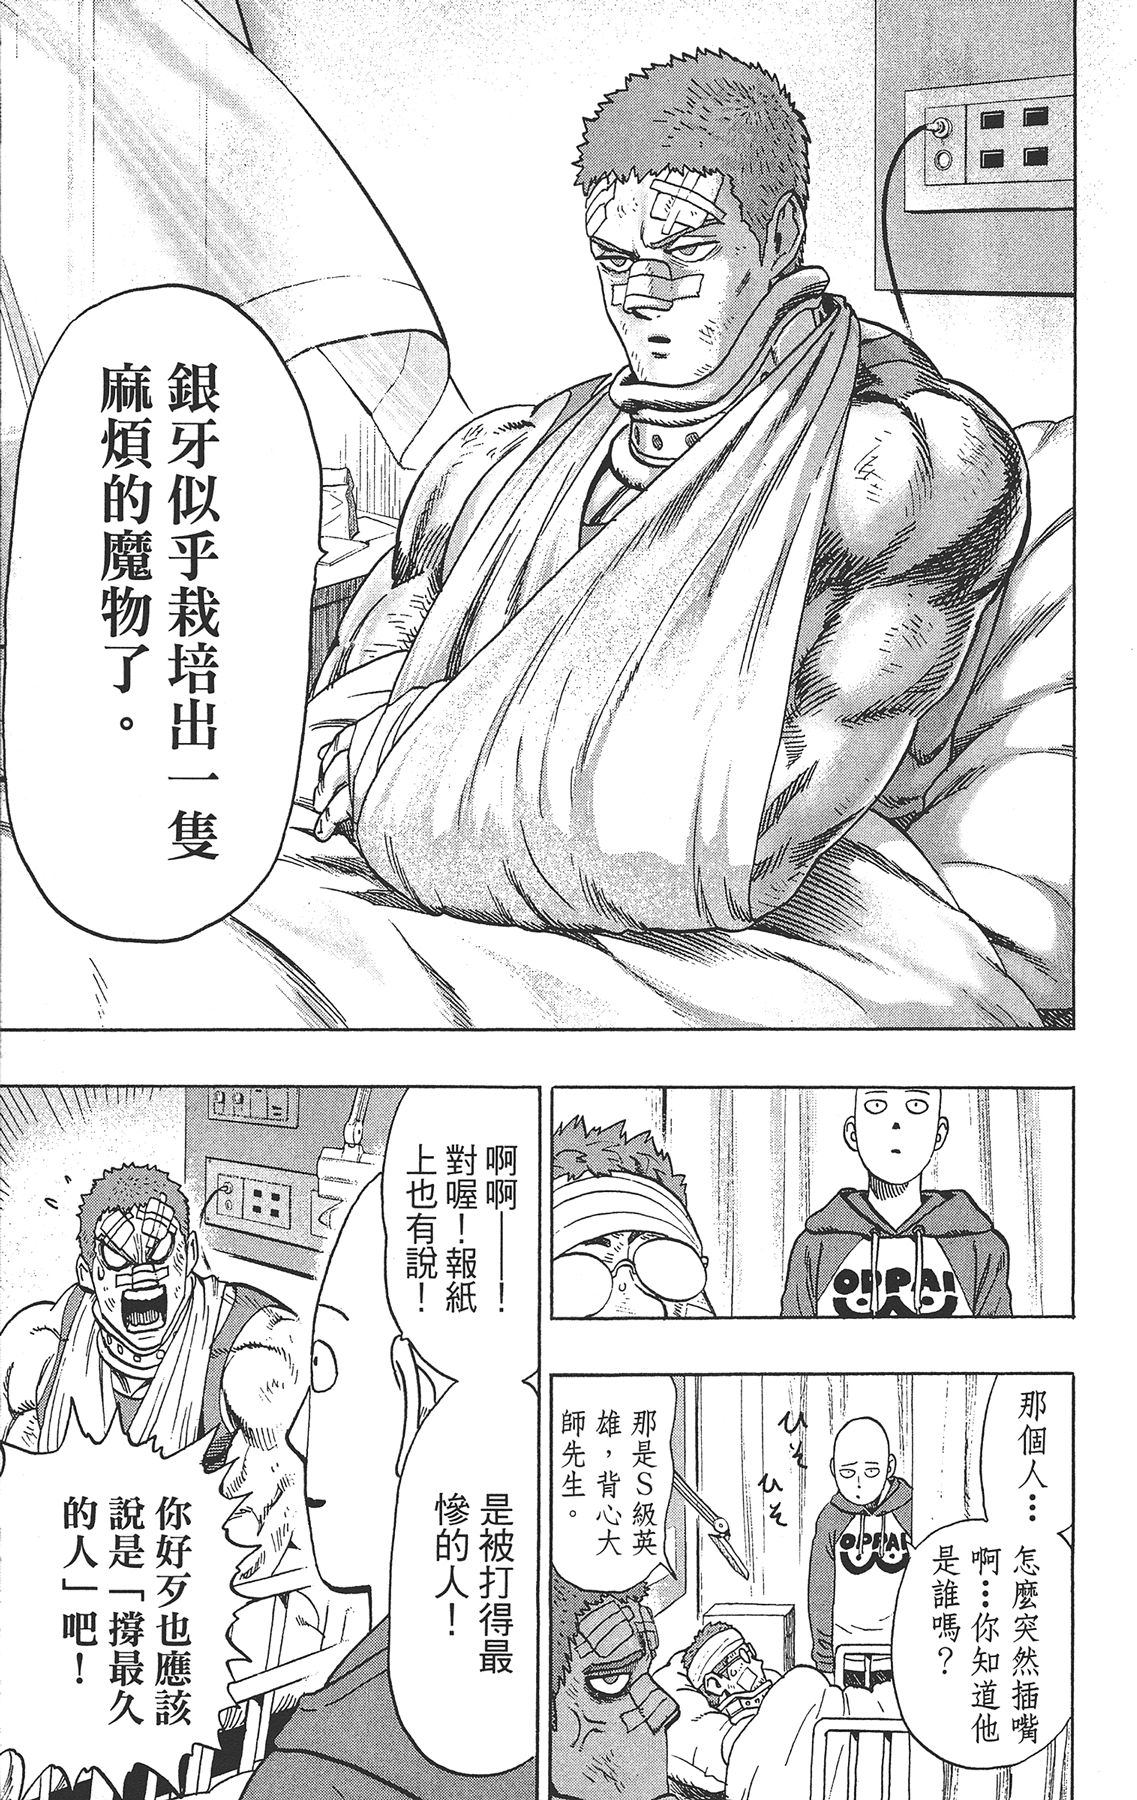 銀牙似乎栽培出一隻
麻煩的魔物了。
OPPAI
那個人…
怎麼突然插嘴
啊…你知道他
是誰嗎？
ひそ
ひそ
OPPAI
那是S級英
雄，背心大
師先生。
啊啊——！
對喔！報紙
上也有說！
是被打得最
慘的人！
你好歹也應該
說是「撐最久
的人」吧！